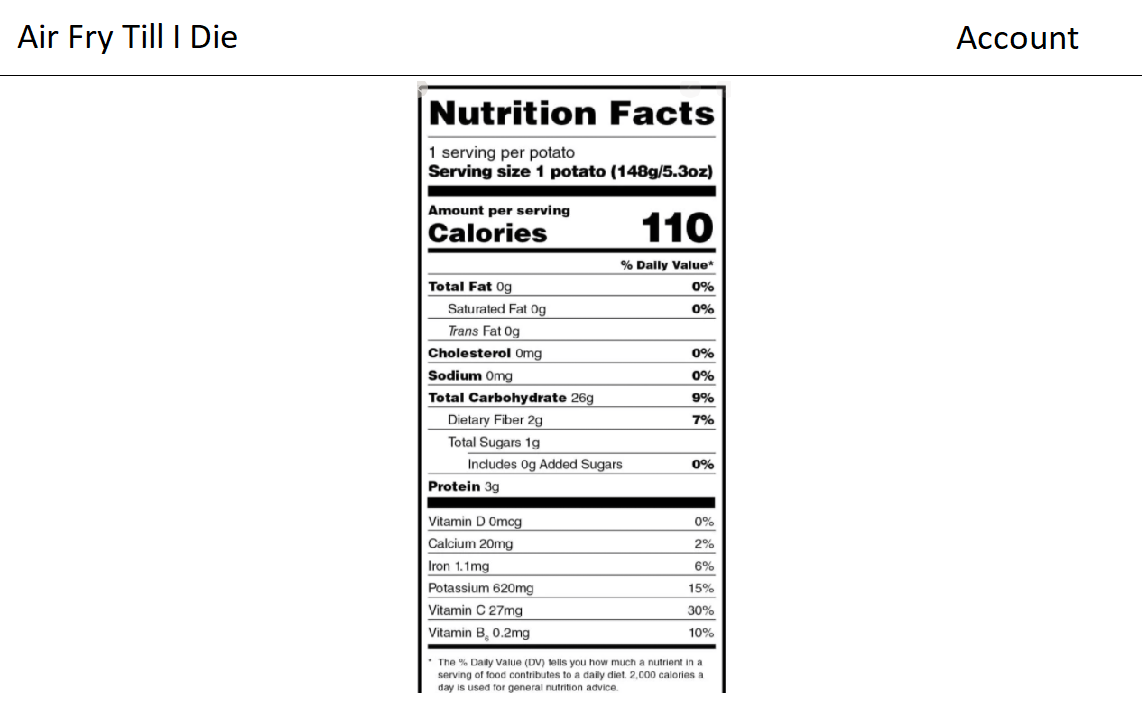 Air Fry Till I Die Account
Nutrition Facts
1 serving per potato
Serving size 1 potato (148g/5.3oz)
Amount per serving
Calories 110
% Daily Value*
Total Fat 0g 0%
Saturated Fat 0g 0%
Trans Fat 0g
Cholesterol 0mg 0%
Sodium 0mg 0%
Total Carbohydrate 26g 9%
Dietary Fiber 2g 7%
Total Sugars 1g
Includes 0g Added Sugars 0%
Protein 3g
Vitamin D 0mcg 0%
Calcium 20mg 2%
Iron 1.1mg 6%
Potassium 620mg 15%
Vitamin C 27mg 30%
Vitamin B₆ 0.2mg 10%
* The % Daily Value (DV) tells you how much a nutrient in a
serving of food contributes to a daily diet. 2,000 calories a
day is used for general nutrition advice.